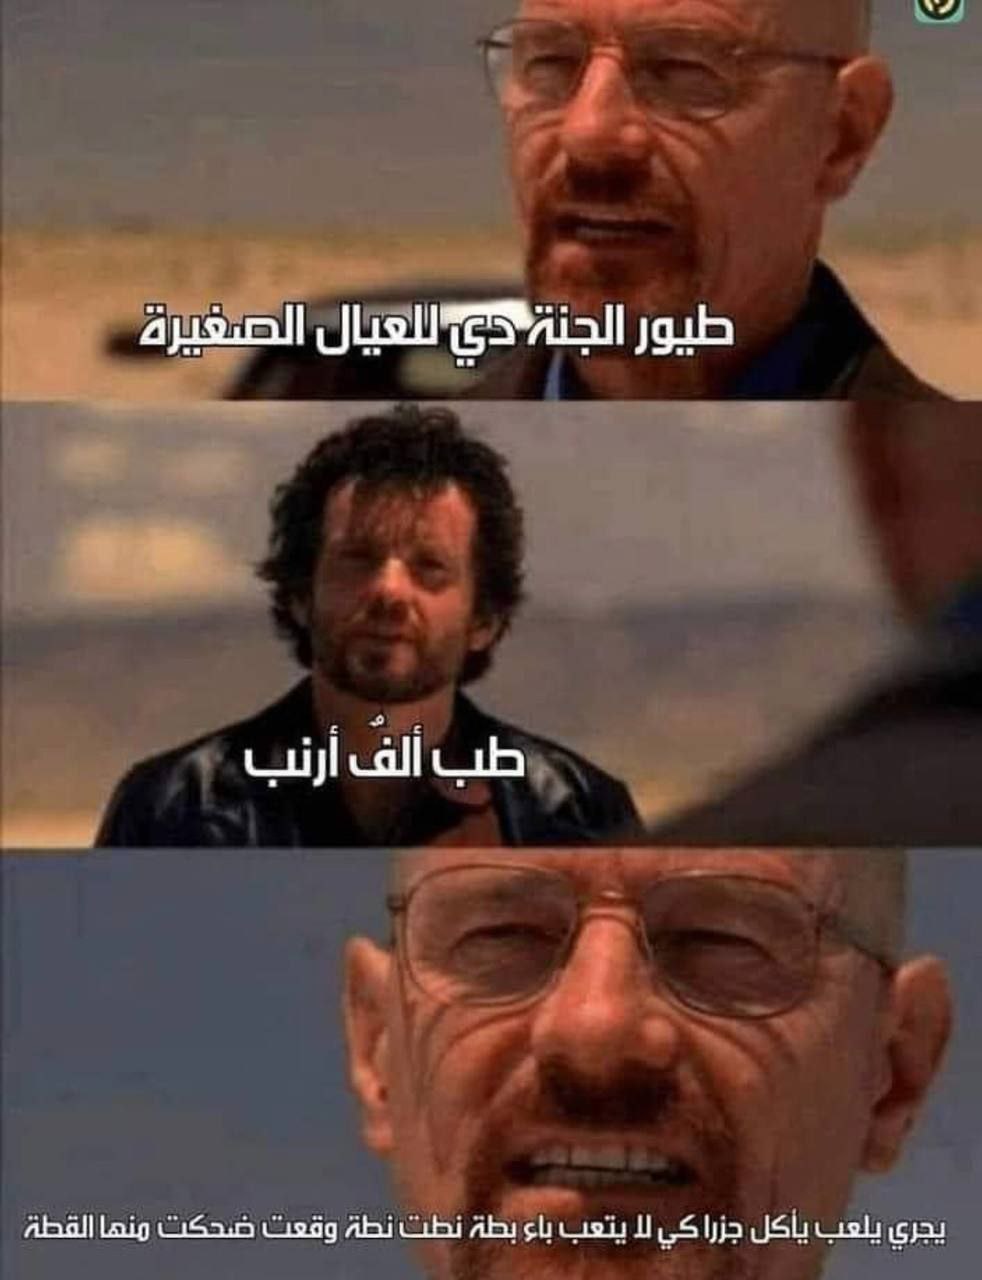 طيور الجنة دي للعيال الصغيرة
طب ألفٌ أرنب
يجري يلعب يأكل جزرا كي لا يتعب باء بطة نطت نطة وقعت ضحكت منها القطة